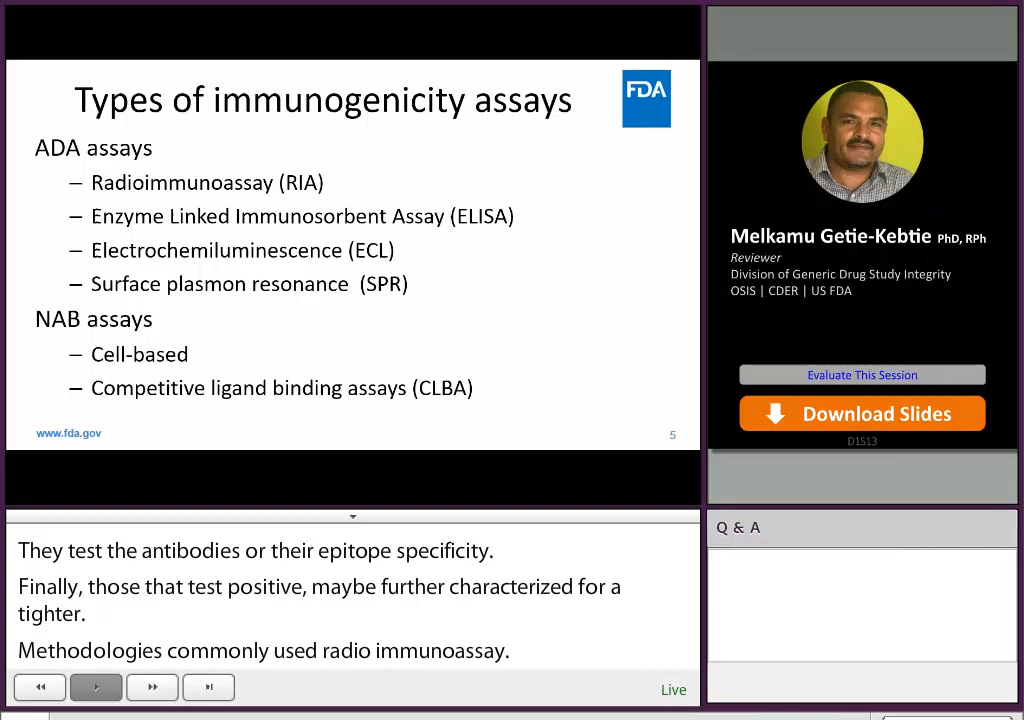 Types of immunogenicity assays
FDA
ADA assays
– Radioimmunoassay (RIA)
– Enzyme Linked Immunosorbent Assay (ELISA)
– Electrochemiluminescence (ECL)
– Surface plasmon resonance (SPR)
NAB assays
– Cell-based
– Competitive ligand binding assays (CLBA)
www.fda.gov
5
Melkamu Getie-Kebtie PhD, RPh
Reviewer
Division of Generic Drug Study Integrity
OSIS | CDER | US FDA
Evaluate This Session
Download Slides
D1S13
They test the antibodies or their epitope specificity.
Finally, those that test positive, maybe further characterized for a
tighter.
Methodologies commonly used radio immunoassay.
Live
Q & A